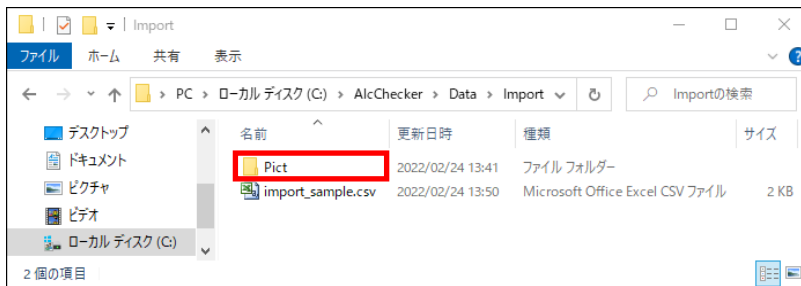 Import
ファイル ホーム 共有 表示 ?
PC > ローカル ディスク (C:) > AlcChecker > Data > Import Importの検索
デスクトップ 名前 更新日時 種類 サイズ
ドキュメント Pict 2022/02/24 13:41 ファイル フォルダー
ピクチャ import_sample.csv 2022/02/24 13:50 Microsoft Office Excel CSV ファイル 2 KB
ビデオ
ローカル ディスク (C:)
2 個の項目